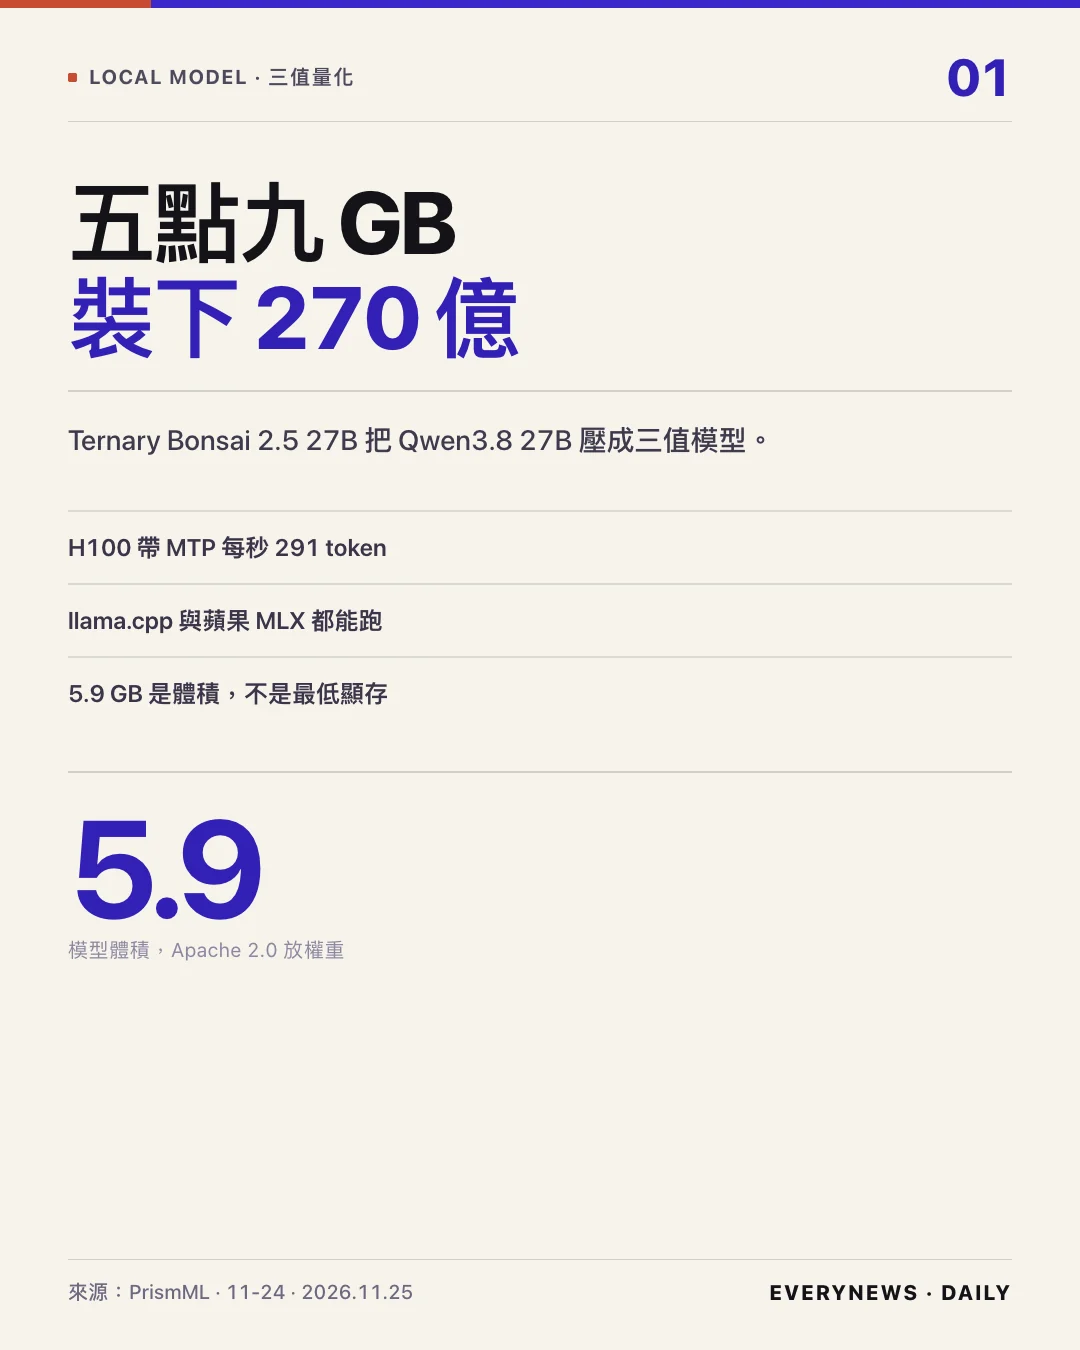 LOCAL MODEL · 三值量化
01
五點九 GB
裝下 270 億
Ternary Bonsai 2.5 27B 把 Qwen3.8 27B 壓成三值模型。
H100 帶 MTP 每秒 291 token
llama.cpp 與蘋果 MLX 都能跑
5.9 GB 是體積，不是最低顯存
5.9
模型體積，Apache 2.0 放權重
來源：PrismML · 11-24 · 2026.11.25
EVERYNEWS · DAILY